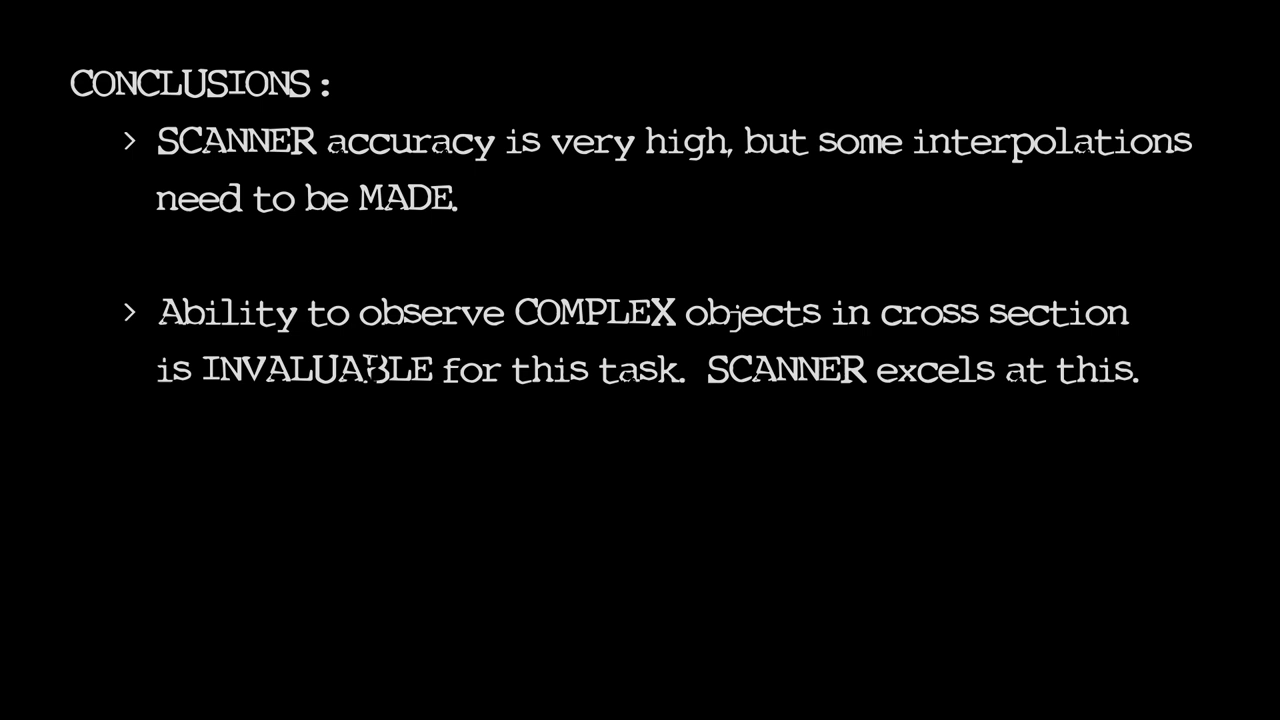 CONCLUSIONS:
> SCANNER accuracy is very high, but some interpolations
need to be MADE.
> Ability to observe COMPLEX objects in cross section
is INVALUABLE for this task. SCANNER excels at this.